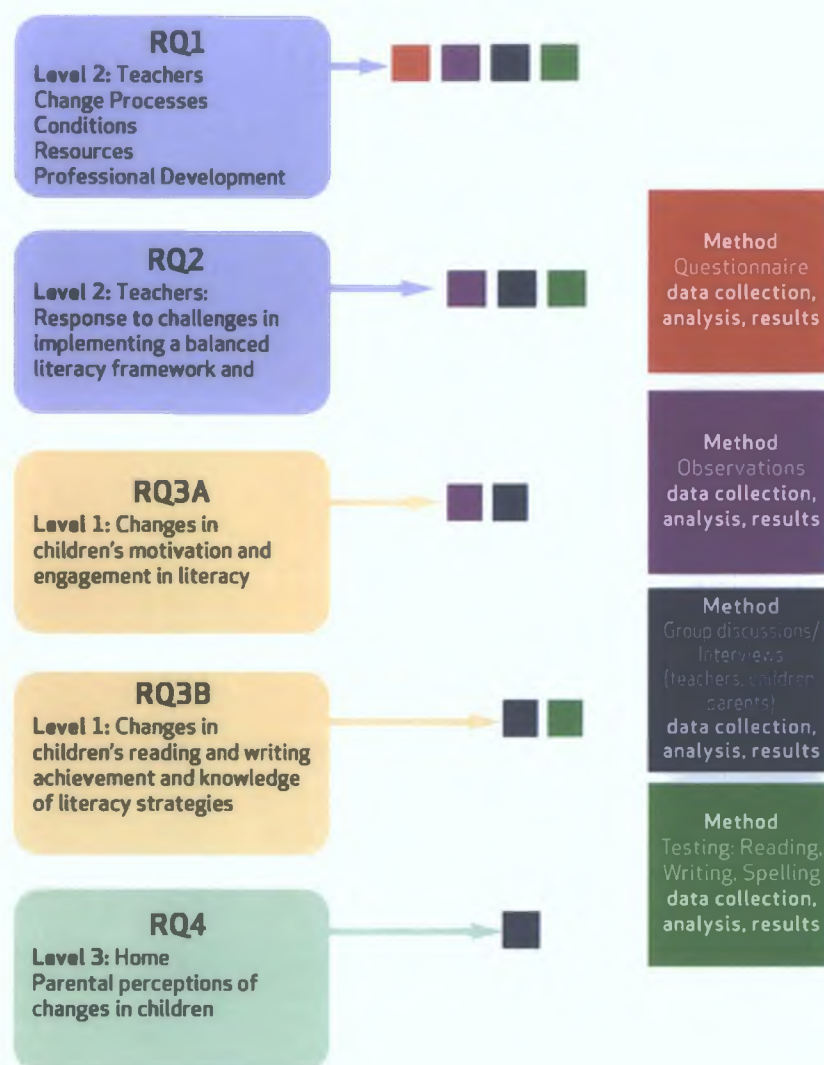 RQ1
Level 2: Teachers
Change Processes
Conditions
Resources
Professional Development
RQ2
Level 2: Teachers:
Response to challenges in
implementing a balanced
literacy framework and
RQ3A
Level 1: Changes in
children's motivation and
engagement in literacy
RQ3B
Level 1: Changes in
children's reading and writing
achievement and knowledge
of literacy strategies
RQ4
Level 3: Home
Parental perceptions of
changes in children
Method
Questionnaire
data collection,
analysis, results
Method
Observations
data collection,
analysis, results
Method
Group discussions/
Interviews
(teachers, children
parents)
data collection,
analysis, results
Method
Testing: Reading,
Writing, Spelling
data collection,
analysis, results